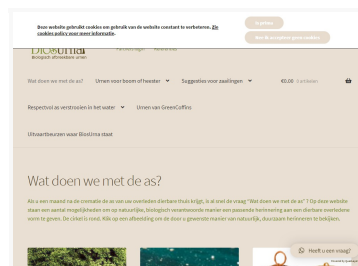 Deze website gebruikt cookies om gebruik van de website constant te verbeteren. Zie
cookies policy voor meer informatie.
BiosUrna
Biologisch afbreekbare urnen
Wat doen we met de as?
Urnen voor boom of heester
Suggesties voor zaailingen
€0.00
Respectvol as verstrooien in het water
Urnen van GreenCoffins
Uitvaartbeurzen waar BiosUrna staat
Wat doen we met de as?
Als u een maand na de crematie de as van uw overleden dierbare thuis krijgt, is al snel de vraag "Wat doen we met de as" ? Op deze website
staan een aantal mogelijkheden om op natuurlijke, biologisch verantwoorde manier een passende herinnering aan een dierbare overledene
vorm te geven. De cirkel is rond. Klik op een afbeelding om de door u gewenste manier van natuurlijk, duurzaam herinneren te bekijken.
Heeft u een vraag?